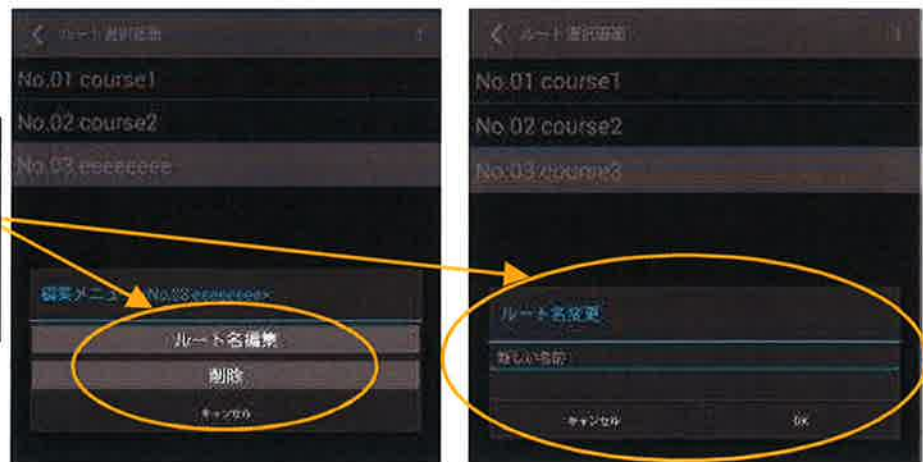 ルート選択画面
No.01 course1
No.02 course2
No.03 eeeeeeee
編集メニュー <No.03 eeeeeeee>
ルート名編集
削除
キャンセル
ルート選択画面
No.01 course1
No.02 course2
No.03 course3
ルート名変更
新しい名前
キャンセル
OK